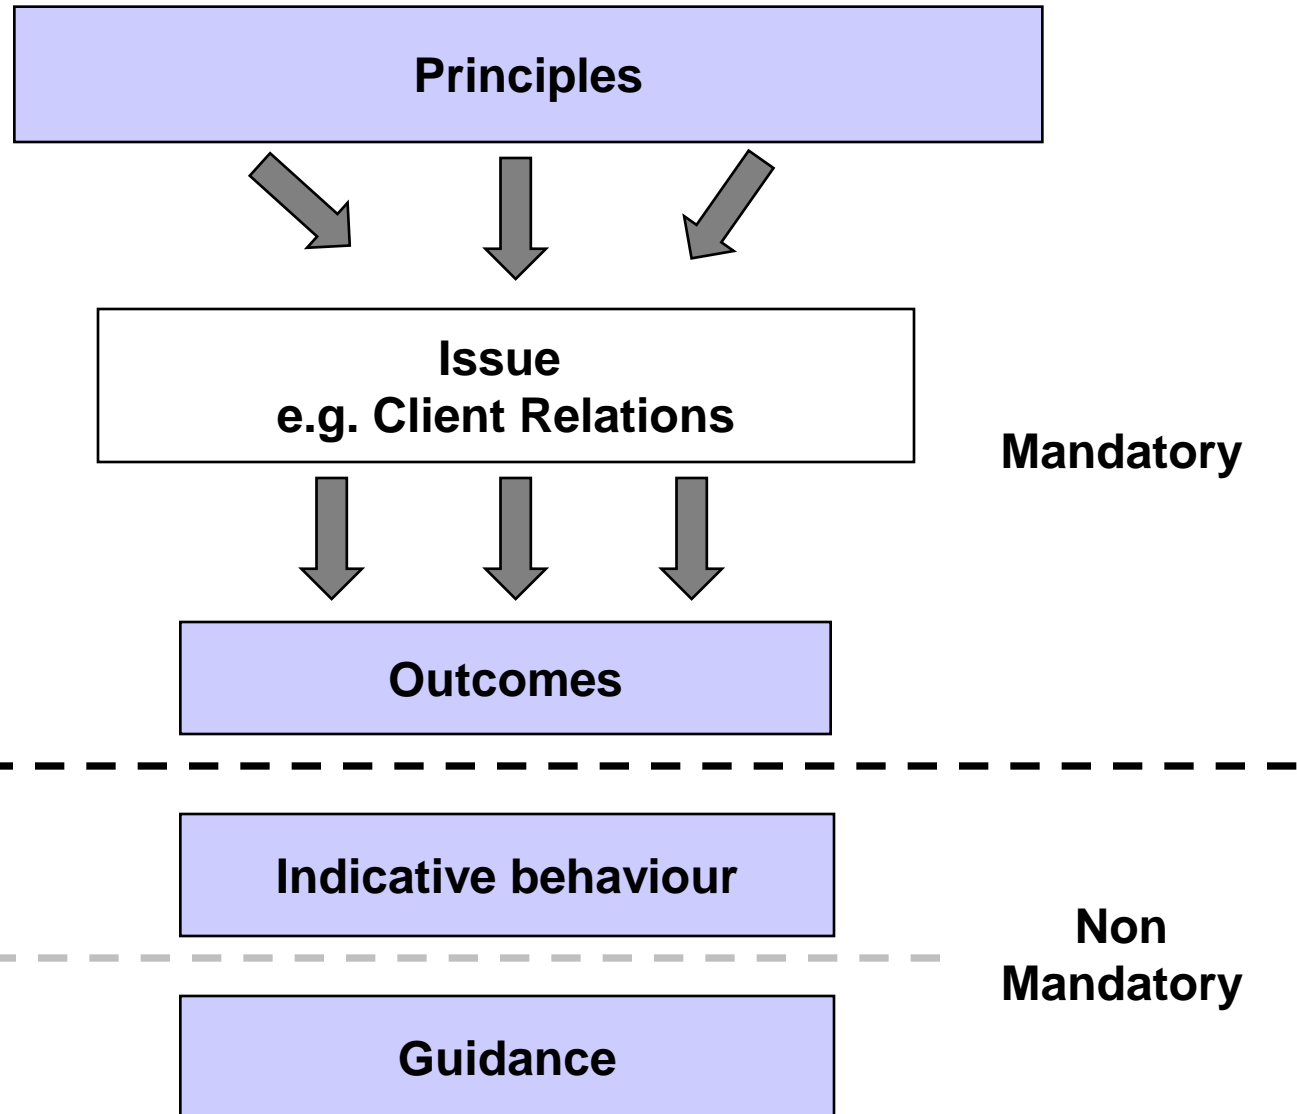 Principles
Issue
e.g. Client Relations
Mandatory
Outcomes
Indicative behaviour
Non
Mandatory
Guidance